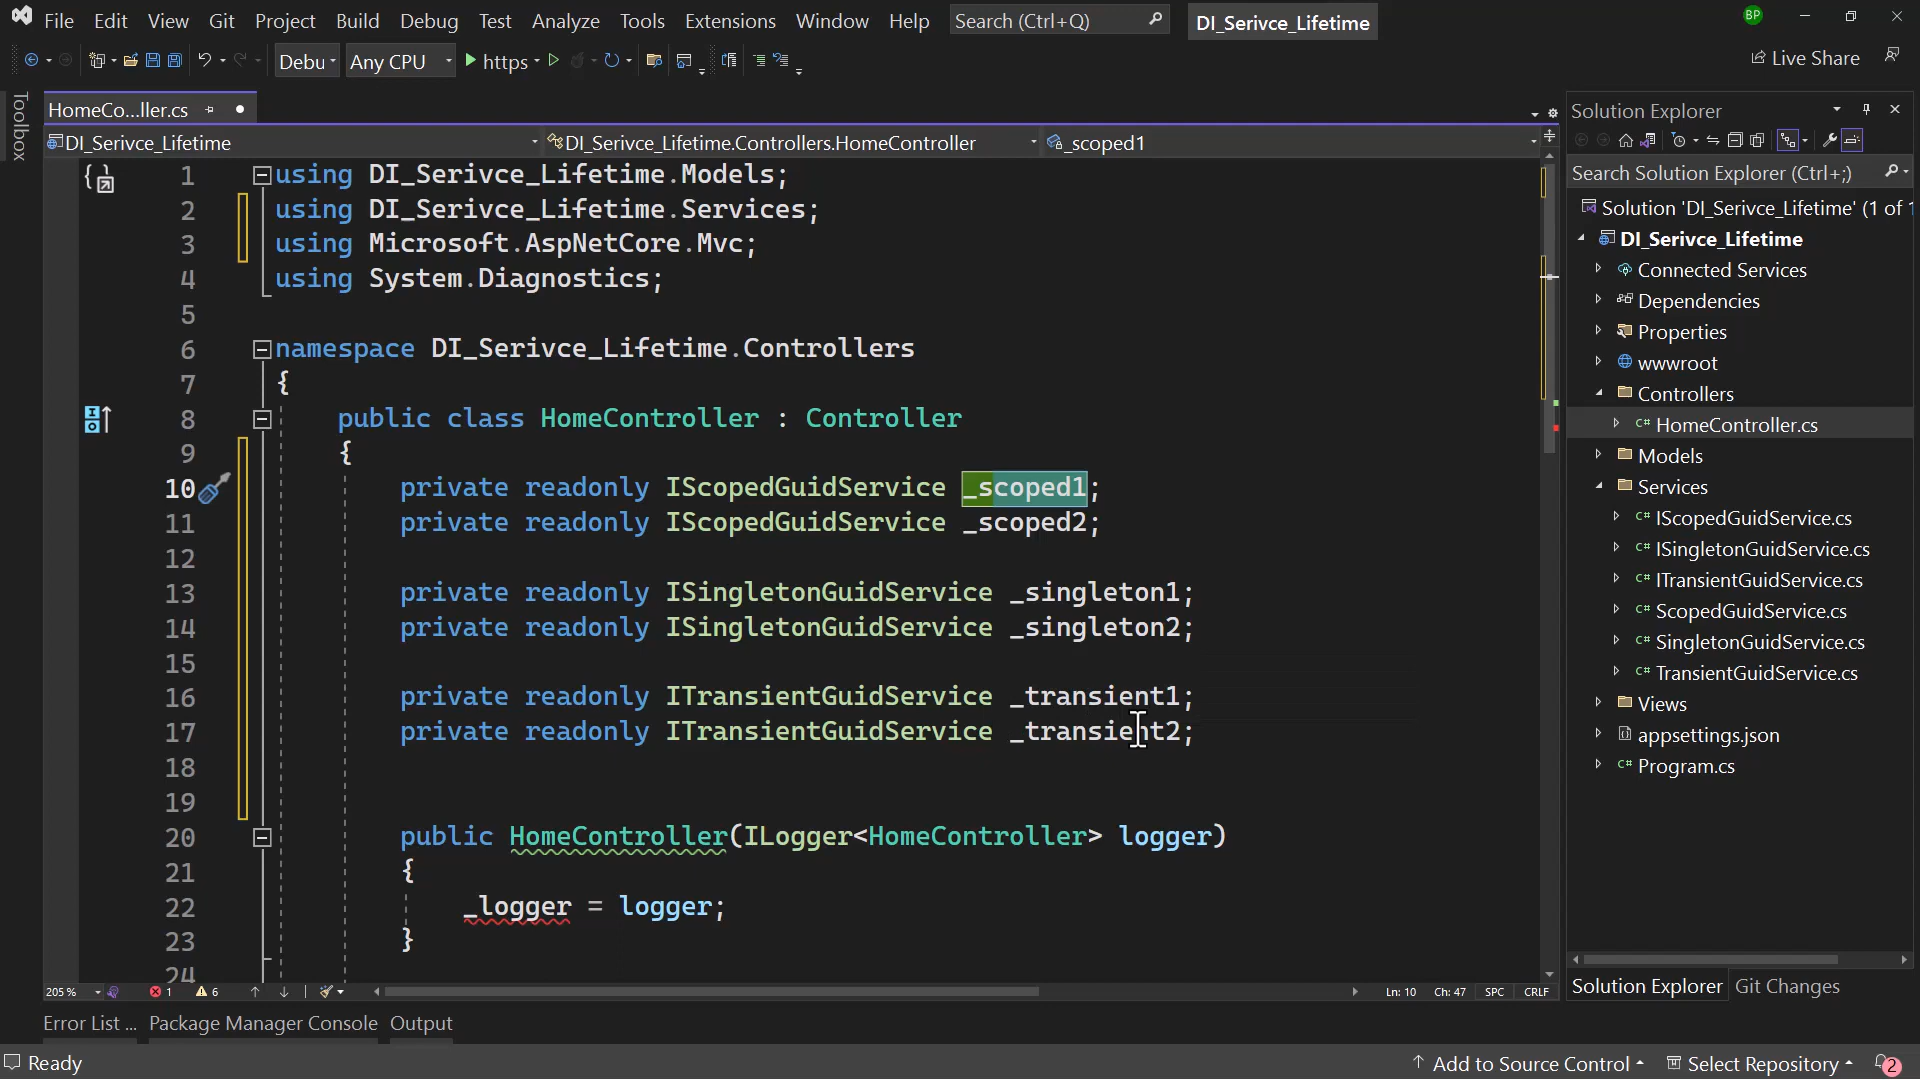 File Edit View Git Project Build Debug Test Analyze Tools Extensions Window Help Search (Ctrl+Q) DI_Serivce_Lifetime BP
Debu Any CPU https Live Share
Toolbox
HomeCo...ller.cs
DI_Serivce_Lifetime DI_Serivce_Lifetime.Controllers.HomeController _scoped1
1 using DI_Serivce_Lifetime.Models;
2 using DI_Serivce_Lifetime.Services;
3 using Microsoft.AspNetCore.Mvc;
4 using System.Diagnostics;
5
6 namespace DI_Serivce_Lifetime.Controllers
7 {
8 public class HomeController : Controller
9 {
10 private readonly IScopedGuidService _scoped1;
11 private readonly IScopedGuidService _scoped2;
12
13 private readonly ISingletonGuidService _singleton1;
14 private readonly ISingletonGuidService _singleton2;
15
16 private readonly ITransientGuidService _transient1;
17 private readonly ITransientGuidService _transient2;
18
19
20 public HomeController(ILogger<HomeController> logger)
21 {
22 _logger = logger;
23 }
24
205 % 1 6 Ln: 10 Ch: 47 SPC CRLF
Error List ... Package Manager Console Output
Solution Explorer
Search Solution Explorer (Ctrl+;)
Solution 'DI_Serivce_Lifetime' (1 of 1
DI_Serivce_Lifetime
Connected Services
Dependencies
Properties
wwwroot
Controllers
C# HomeController.cs
Models
Services
C# IScopedGuidService.cs
C# ISingletonGuidService.cs
C# ITransientGuidService.cs
C# ScopedGuidService.cs
C# SingletonGuidService.cs
C# TransientGuidService.cs
Views
appsettings.json
C# Program.cs
Solution Explorer Git Changes
Ready Add to Source Control Select Repository 2